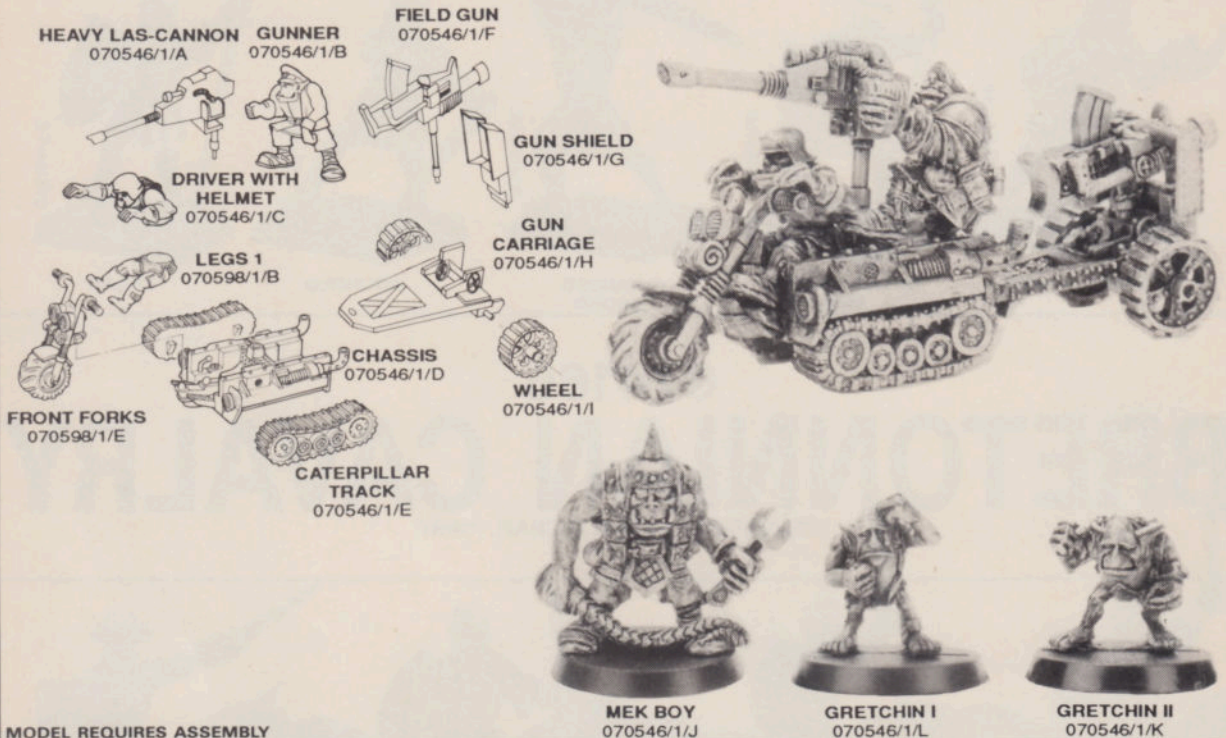 HEAVY LAS-CANNON
070546/1/A
GUNNER
070546/1/B
FIELD GUN
070546/1/F
GUN SHIELD
070546/1/G
DRIVER WITH
HELMET
070546/1/C
LEGS 1
070598/1/B
GUN
CARRIAGE
070546/1/H
CHASSIS
070546/1/D
WHEEL
070546/1/I
FRONT FORKS
070598/1/E
CATERPILLAR
TRACK
070546/1/E
MEK BOY
070546/1/J
GRETCHIN I
070546/1/L
GRETCHIN II
070546/1/K
MODEL REQUIRES ASSEMBLY